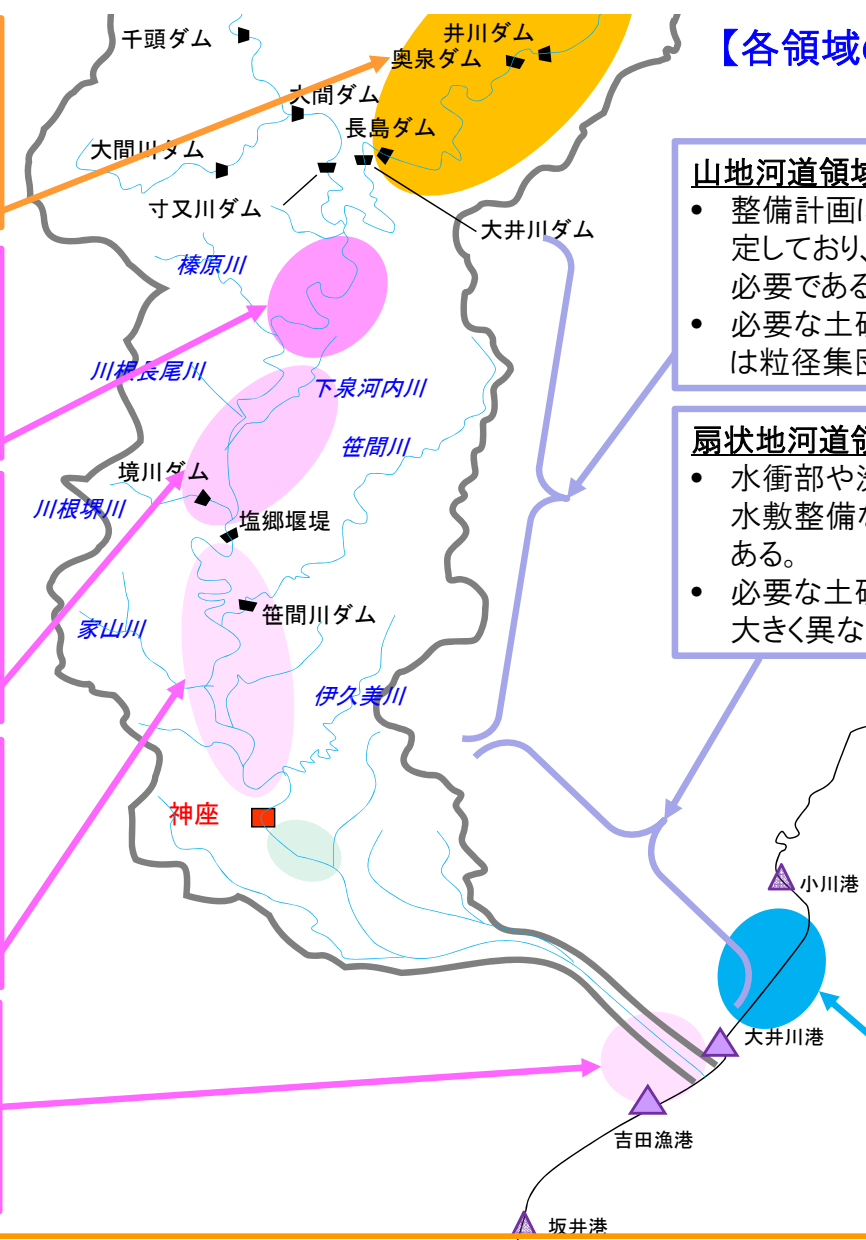 【各領域の
千頭ダム
井川ダム
奥泉ダム
大間ダム
長島ダム
大間川ダム
寸又川ダム
大井川ダム
榛原川
川根長尾川
下泉河内川
笹間川
境川ダム
川根堺川
塩郷堰堤
笹間川ダム
家山川
伊久美川
神座
山地河道領域
• 整備計画に
定しており、
必要である
• 必要な土砂
は粒径集団
扇状地河道領
• 水衝部や
水敷整備
ある。
• 必要な土砂
大きく異な
小川港
大井川港
吉田漁港
坂井港